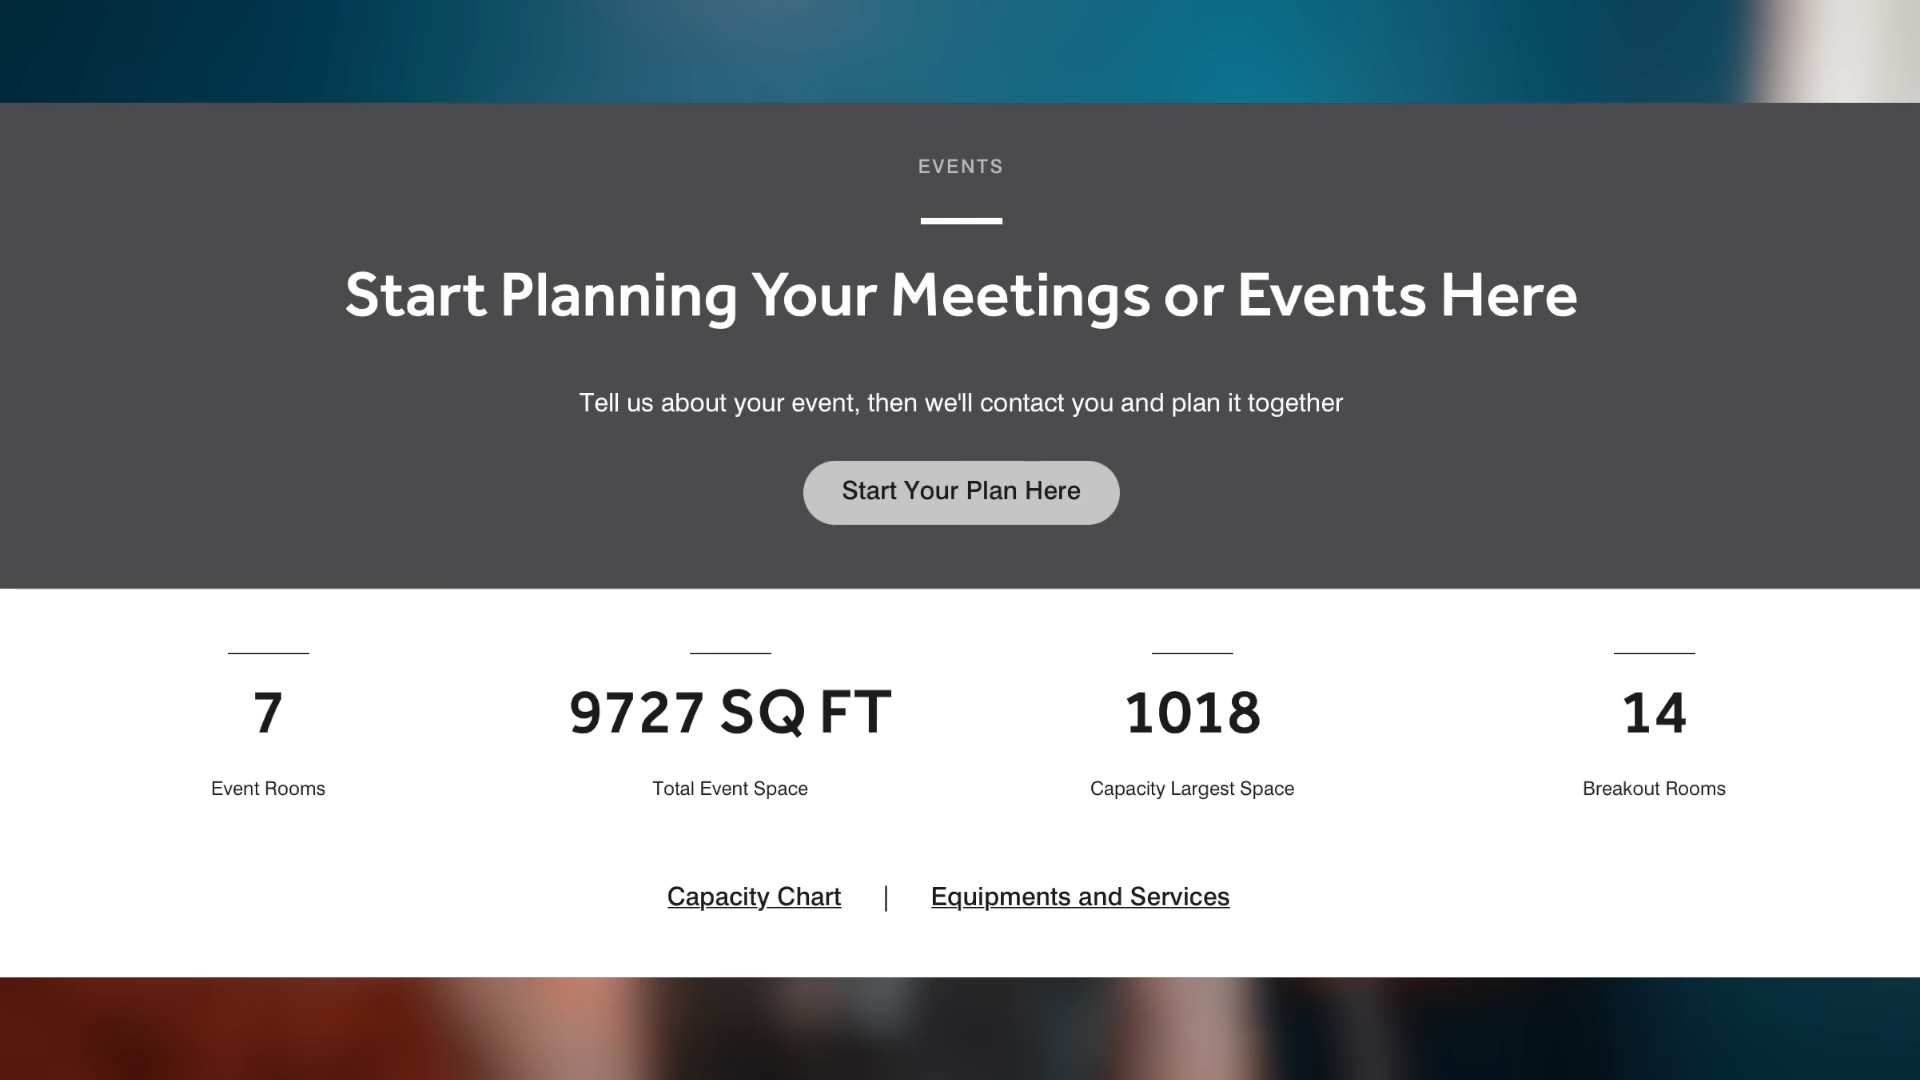 EVENTS
Start Planning Your Meetings or Events Here
Tell us about your event, then we'll contact you and plan it together
Start Your Plan Here
7
9727 SQ FT
1018
14
Event Rooms
Total Event Space
Capacity Largest Space
Breakout Rooms
Capacity Chart | Equipments and Services